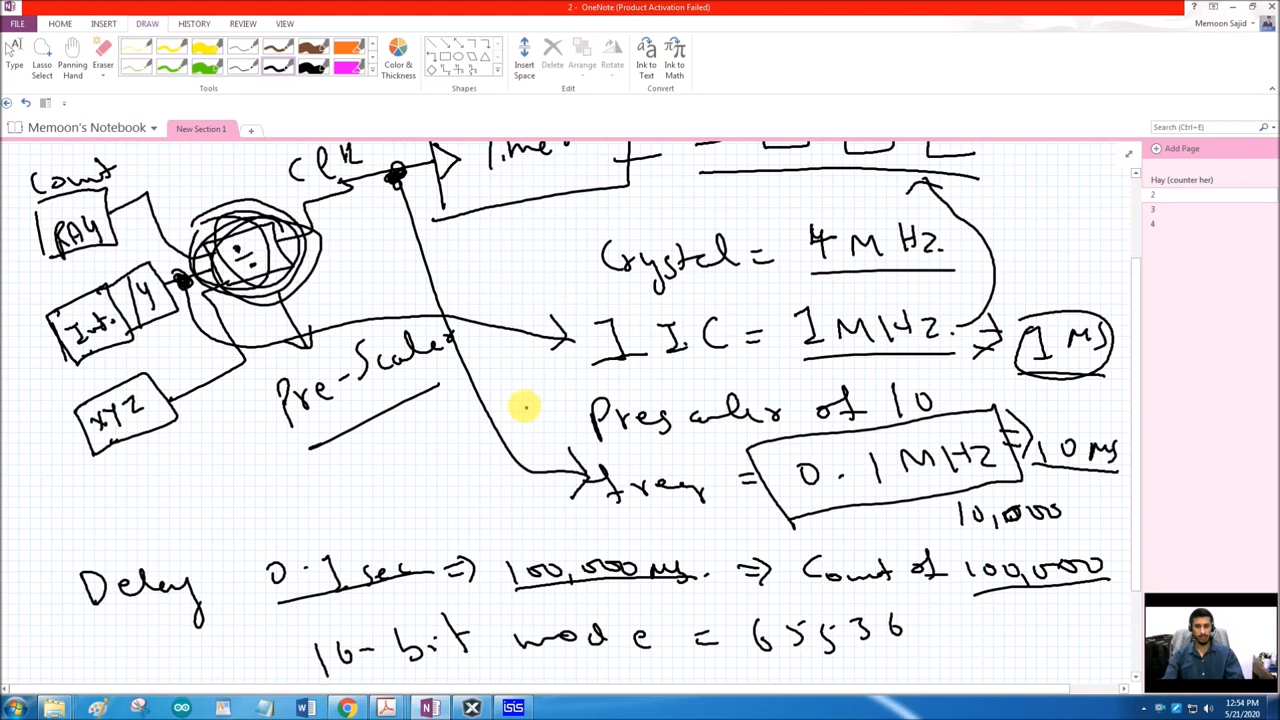 2 - OneNote (Product Activation Failed)
FILE HOME INSERT DRAW HISTORY REVIEW VIEW
Memoon Sajid
Type
Lasso Select
Panning Hand
Eraser
Color & Thickness
Insert Space
Delete
Arrange
Rotate
Ink to Text
Ink to Math
Tools
Shapes
Edit
Convert
Memoon's Notebook
New Section 1
Search (Ctrl+E)
Add Page
Hay (counter her)
2
3
4
Count
RAY
Int. / Y
XYZ
÷
Pre-Scaler
Clk
Timer
Crystal = 4 MHz.
I I C = 1 MHz. ⇒ 1 MS
Prescaler of 10
freq = 0.1 MHz ⇒ 10 MS
10,000
Delay 0.1 sec ⇒ 100,000 MS. ⇒ Count of 100,000
16-bit mode = 65536
isis
12:54 PM
5/21/2020